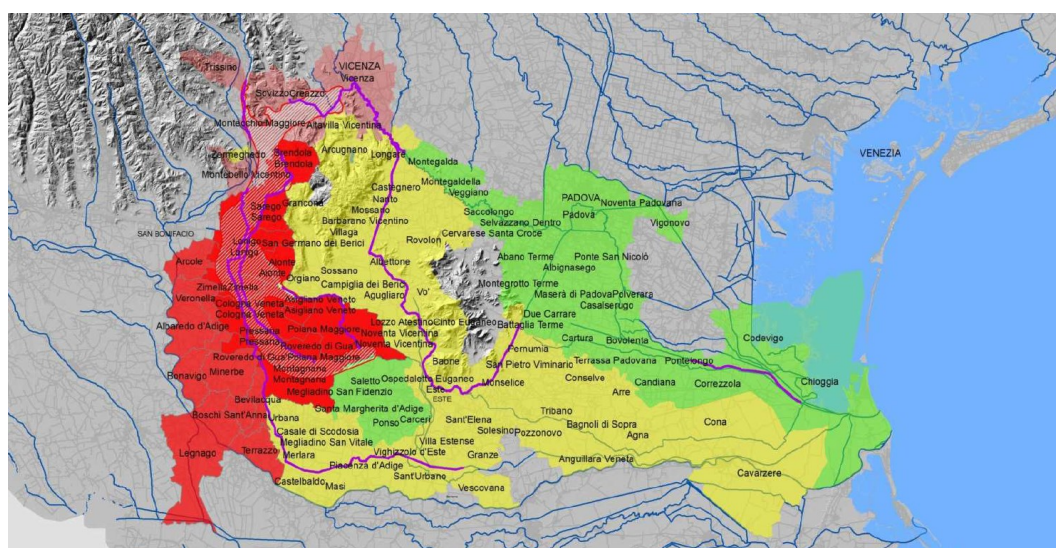 Trissino
VICENZA
Vicenza
Sovizzo Creazzo
Montecchio Maggiore
Altavilla Vicentina
Zermeghedo
Brendola
Brendola
Arcugnano
Longare
Montegalda
VENEZIA
Montebello Vicentino
Montegaldella
Veggiano
Grancona
Castegnero
Nanto
Mossano
PADOVA
Noventa Padovana
Sarego
Sarego
Saccolongo
Padova
Barbarano Vicentino
Selvazzano Dentro
Vigonovo
SAN BONIFACIO
Villaga
Cervarese Santa Croce
Lonigo
Lonigo
San Germano dei Berici
Rovolon
Arcole
Albettone
Abano Terme
Ponte San Nicolò
Alonte
Alonte
Sossano
Albignasego
Orgiano
Campiglia dei Berici
Zimella
Zimella
Veronella
Agugliaro
Vo'
Montegrotto Terme
Maserà di Padova
Polverara
Cologna Veneta
Cologna Veneta
Asigliano Veneto
Asigliano Veneto
Casalserugo
Due Carrare
Albaredo d'Adige
Pressana
Pressana
Poiana Maggiore
Lozzo Atestino
Cinto Euganeo
Battaglia Terme
Noventa Vicentina
Noventa Vicentina
Roveredo di Gua'
Roveredo di Gua'
Poiana Maggiore
Cartura
Bovolenta
Codevigo
Pernumia
Baone
San Pietro Viminario
Terrassa Padovana
Pontelongo
Bonavigo
Minerbe
Montagnana
Montagnana
Saletto
Ospedaletto Euganeo
Monselice
Conselve
Candiana
Correzzola
Chioggia
Megliadino San Fidenzio
Este
ESTE
Arre
Bevilacqua
Boschi Sant'Anna
Urbana
Santa Margherita d'Adige
Ponso
Carceri
Sant'Elena
Tribano
Solesino
Pozzonovo
Bagnoli di Sopra
Agna
Cona
Casale di Scodosia
Megliadino San Vitale
Villa Estense
Legnago
Terrazzo
Merlara
Vighizzolo d'Este
Granze
Anguillara Veneta
Piacenza d'Adige
Cavarzere
Castelbaldo
Masi
Sant'Urbano
Vescovana